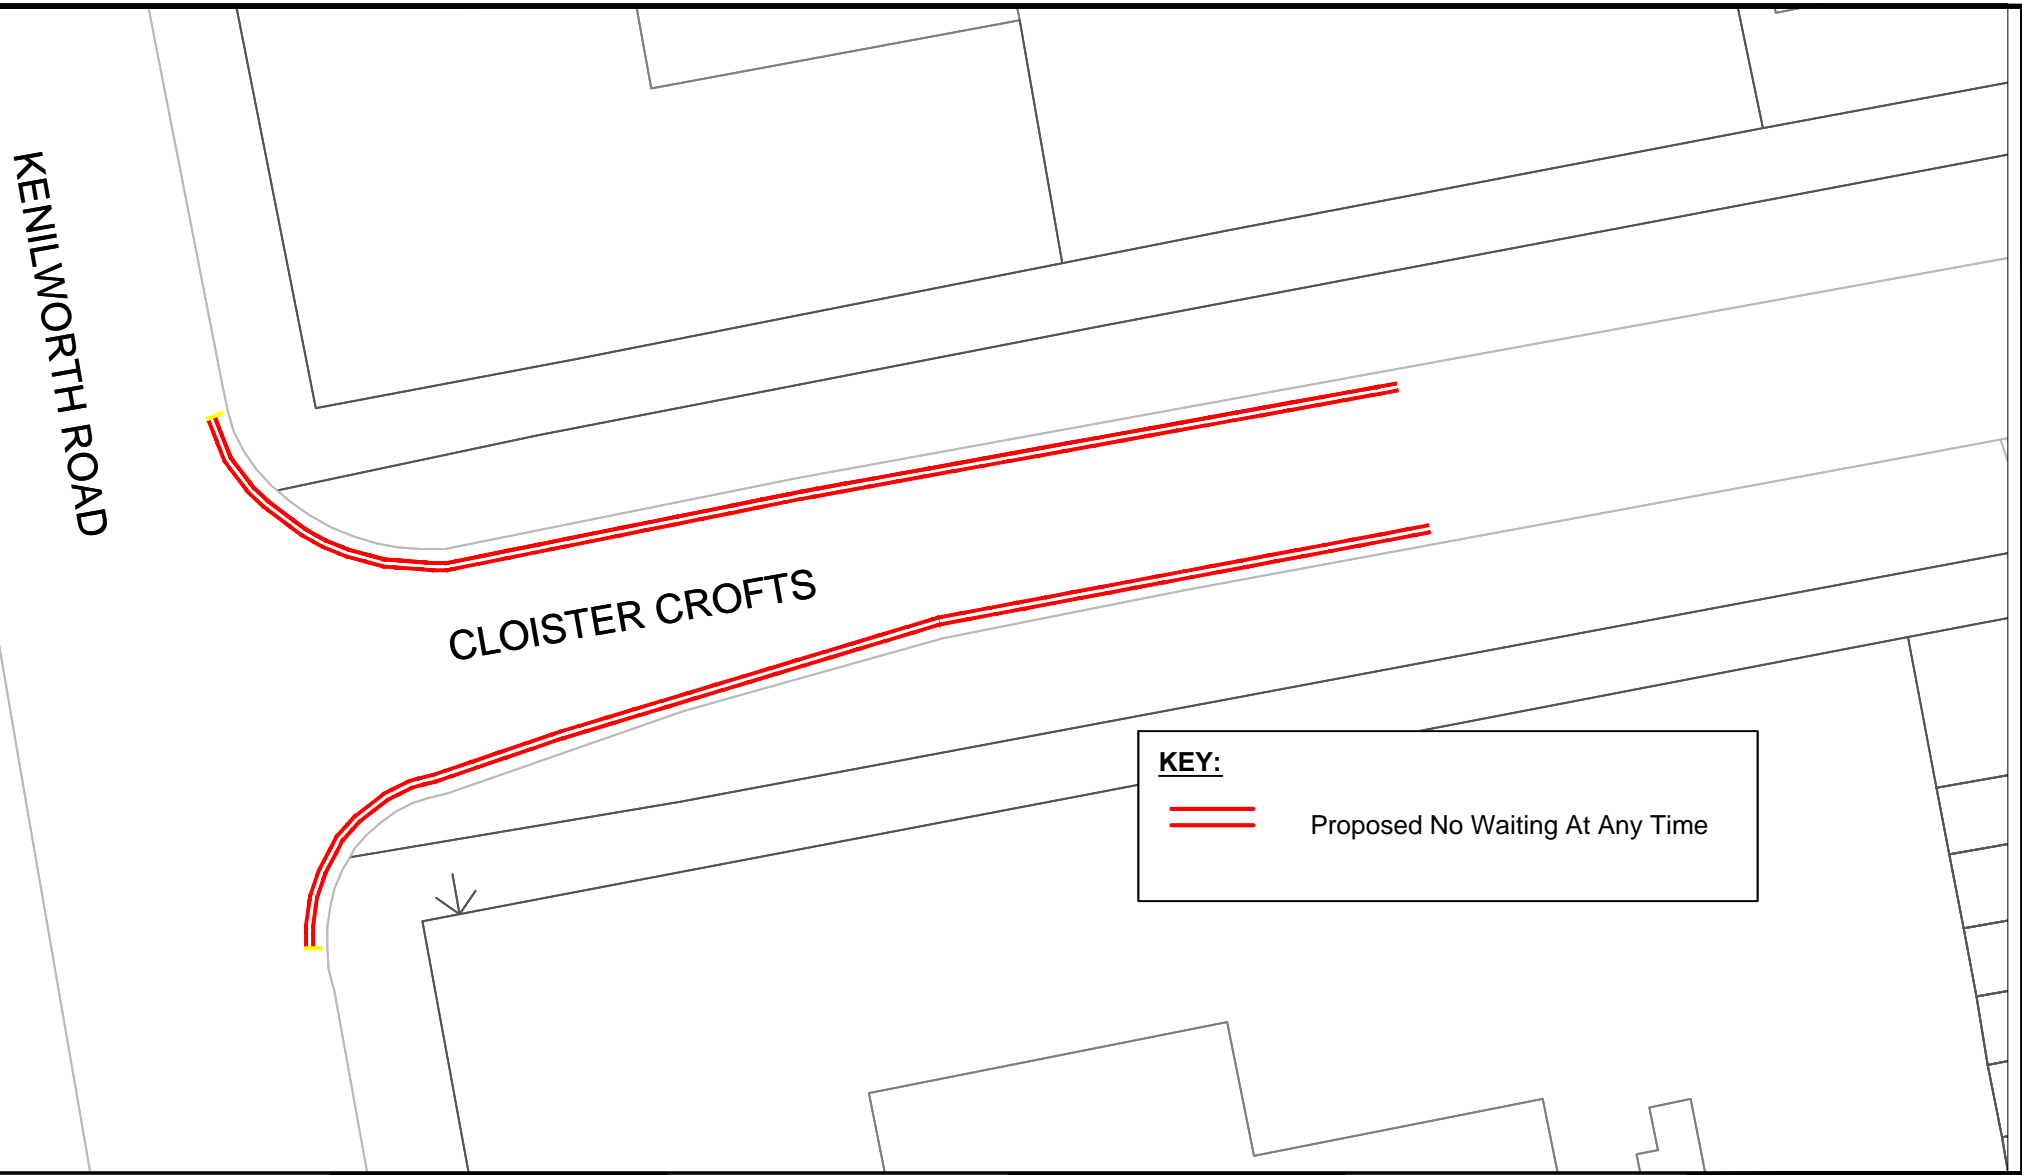 KENILWORTH ROAD
CLOISTER CROFTS
KEY:
Proposed No Waiting At Any Time